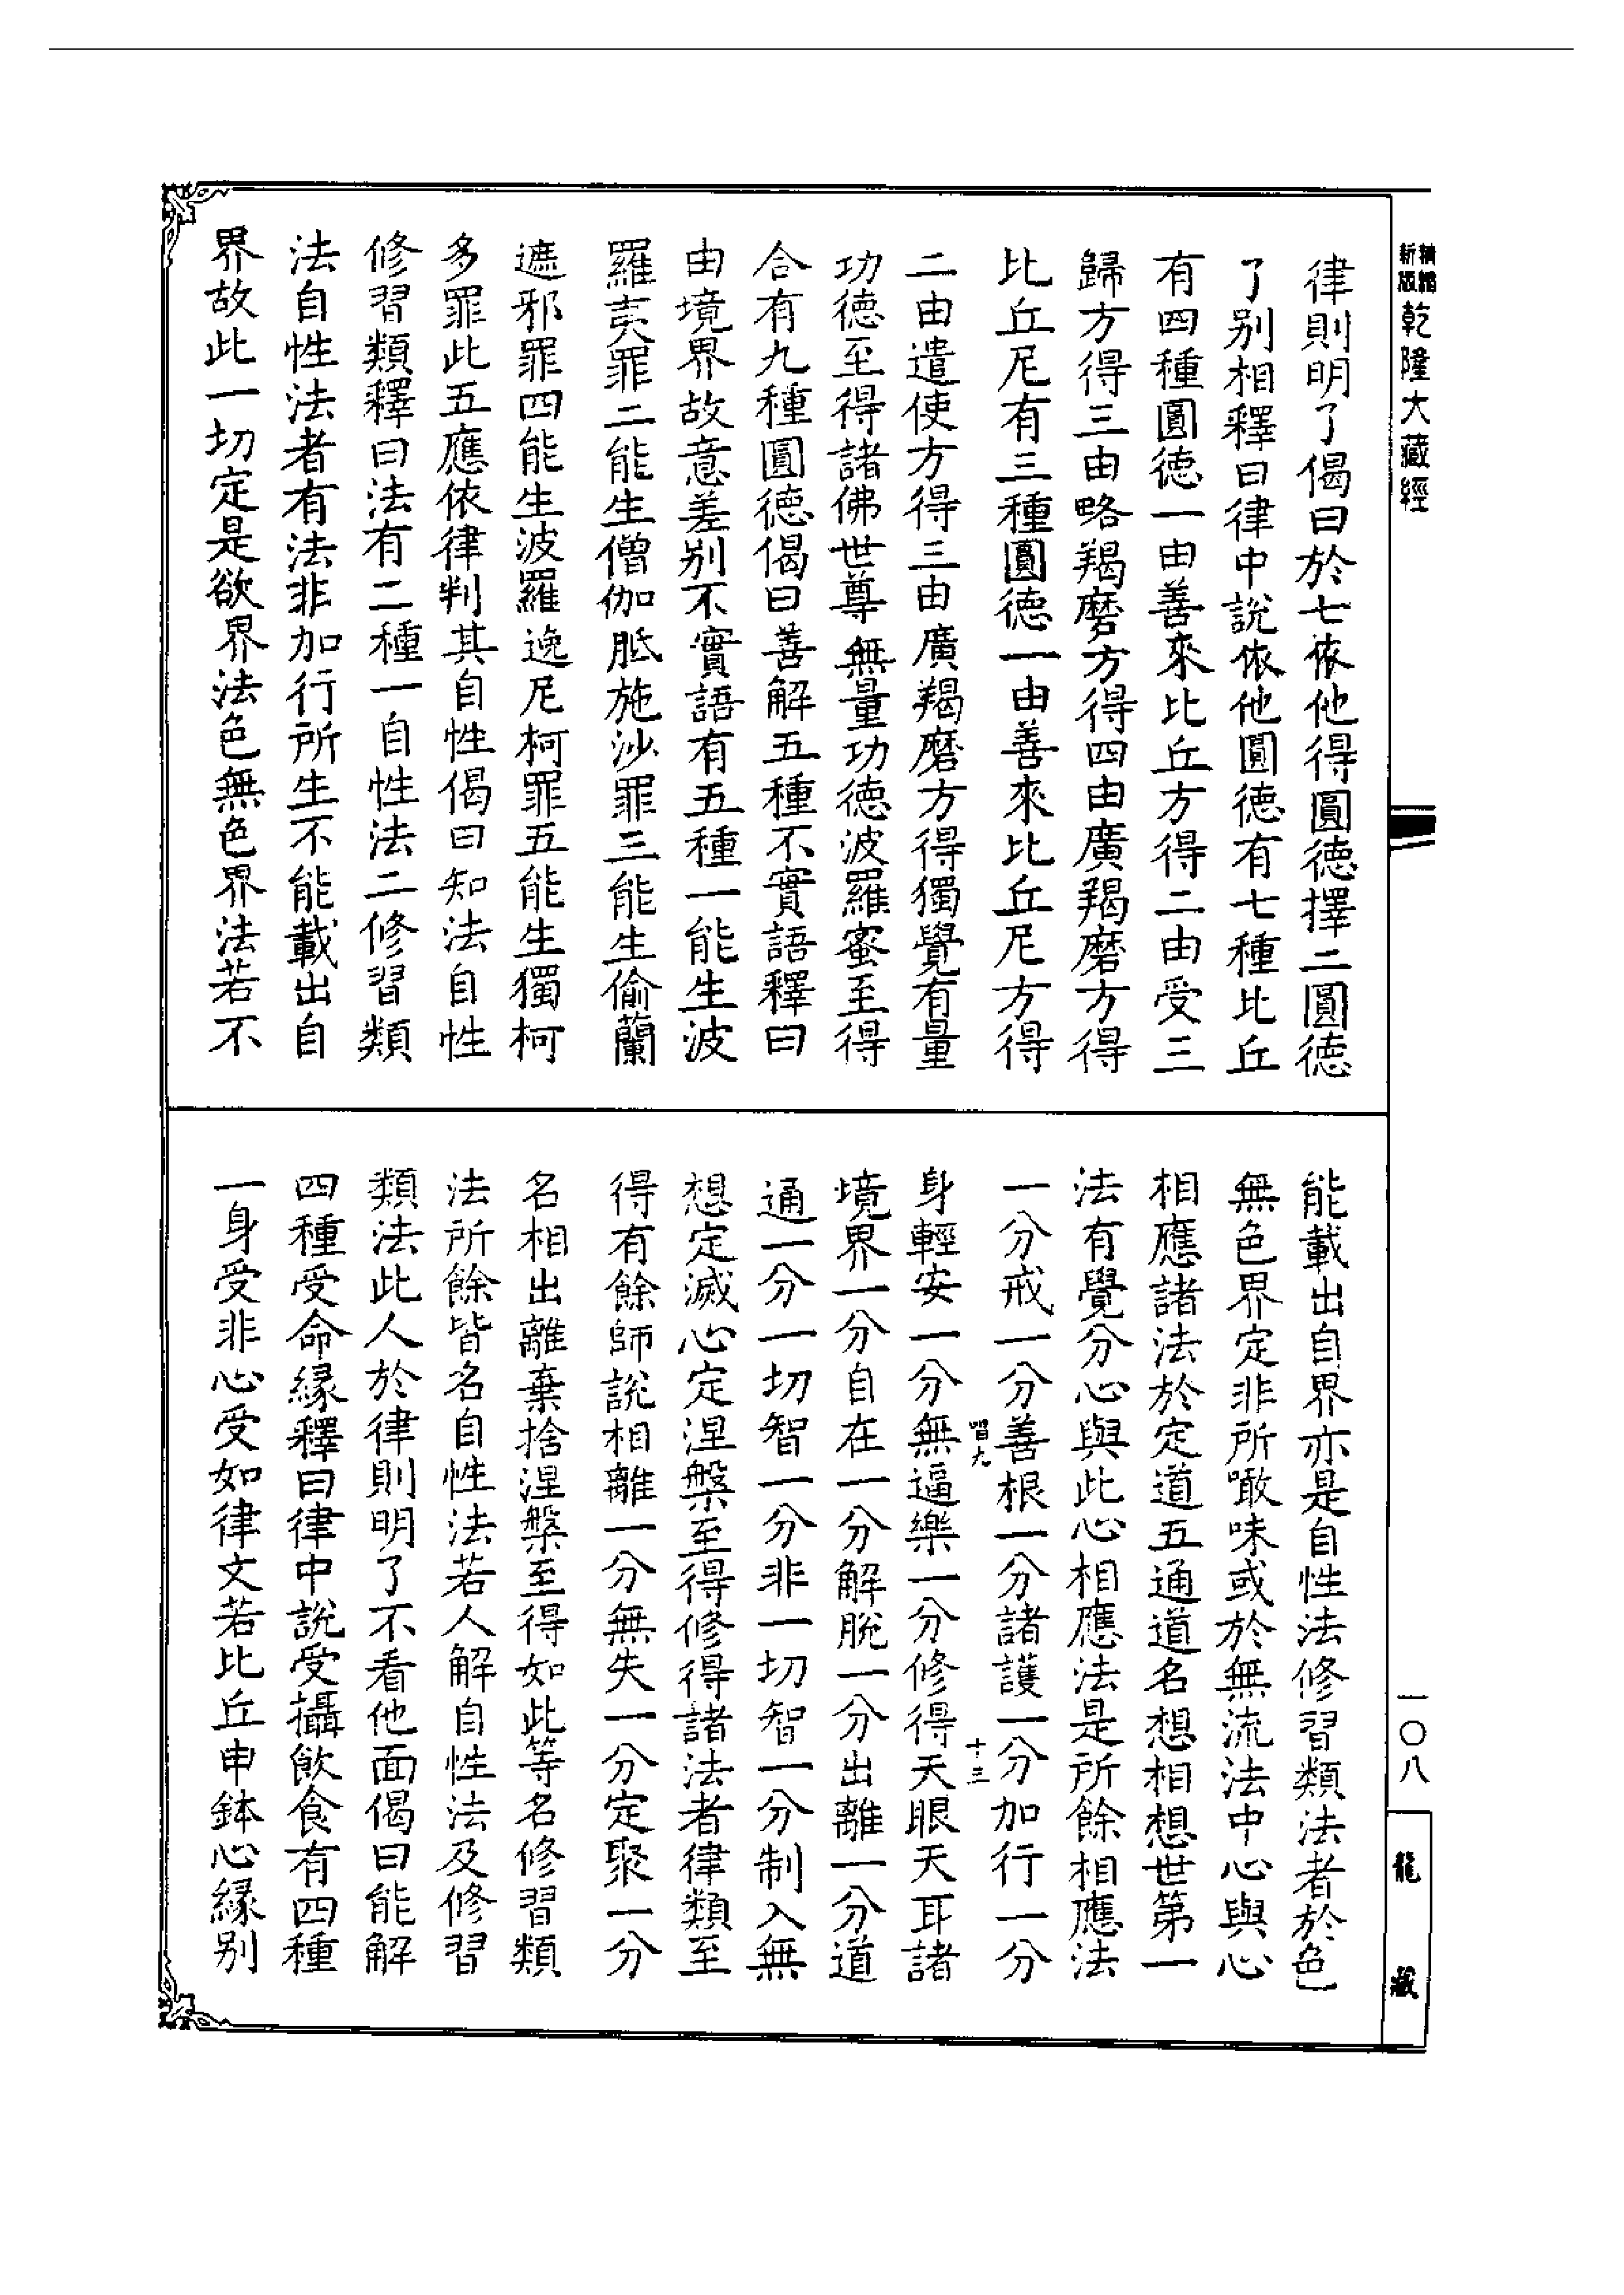 精編
新版
乾隆大藏經
律則明了偈曰於七依他得圓德擇二圓德
了别相釋曰律中說依他圓德有七種比丘
有四種圓德一由善來比丘方得二由受三
歸方得三由略羯磨方得四由廣羯磨方得
比丘尼有三種圓德一由善來比丘尼方得
二由遣使方得三由廣羯磨方得獨覺有量
功德至得諸佛世尊無量功德波羅蜜至得
合有九種圓德偈曰善解五種不實語釋曰
由境界故意差别不實語有五種一能生波
羅夷罪二能生僧伽胝施沙罪三能生偷蘭
遮邪罪四能生波羅逸尼柯罪五能生獨柯
多罪此五應依律判其自性偈曰知法自性
修習類釋曰法有二種一自性法二修習類
法自性法者有法非加行所生不能載出自
界故此一切定是欲界法色無色界法若不
能載出自界亦是自性法修習類法者於色
無色界定非所噉味或於無流法中心與心
相應諸法於定道五通道名想相想世第一
法有覺分心與此心相應法是所餘相應法
一分戒一分善根一分諸護一分加行一分
十三
身輕安一分無逼樂一分修得天眼天耳諸
境界一分自在一分解脫一分出離一分道
通一分一切智一分非一切智一分制入無
想定滅心定涅槃至得修得諸法者律類至
得有餘師說相離一分無失一分定聚一分
名相出離棄捨涅槃至得如此等名修習類
法所餘皆名自性法若人解自性法及修習
類法此人於律則明了不看他面偈曰能解
四種受命緣釋曰律中說受攝飲食有四種
一身受非心受如律文若比丘申鉢心緣别
一〇八
龍藏